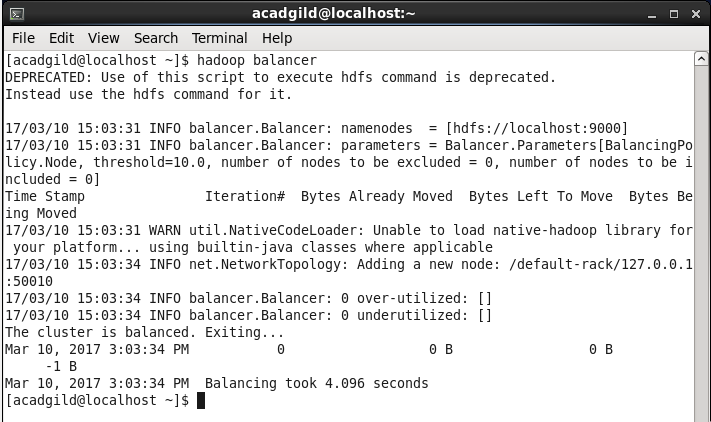 acadgild@localhost:~
File Edit View Search Terminal Help
[acadgild@localhost ~]$ hadoop balancer
DEPRECATED: Use of this script to execute hdfs command is deprecated.
Instead use the hdfs command for it.
17/03/10 15:03:31 INFO balancer.Balancer: namenodes  = [hdfs://localhost:9000]
17/03/10 15:03:31 INFO balancer.Balancer: parameters = Balancer.Parameters[BalancingPo
licy.Node, threshold=10.0, number of nodes to be excluded = 0, number of nodes to be i
ncluded = 0]
Time Stamp               Iteration#  Bytes Already Moved  Bytes Left To Move  Bytes Be
ing Moved
17/03/10 15:03:31 WARN util.NativeCodeLoader: Unable to load native-hadoop library for
 your platform... using builtin-java classes where applicable
17/03/10 15:03:34 INFO net.NetworkTopology: Adding a new node: /default-rack/127.0.0.1
:50010
17/03/10 15:03:34 INFO balancer.Balancer: 0 over-utilized: []
17/03/10 15:03:34 INFO balancer.Balancer: 0 underutilized: []
The cluster is balanced. Exiting...
Mar 10, 2017 3:03:34 PM           0                  0 B                 0 B
     -1 B
Mar 10, 2017 3:03:34 PM  Balancing took 4.096 seconds
[acadgild@localhost ~]$